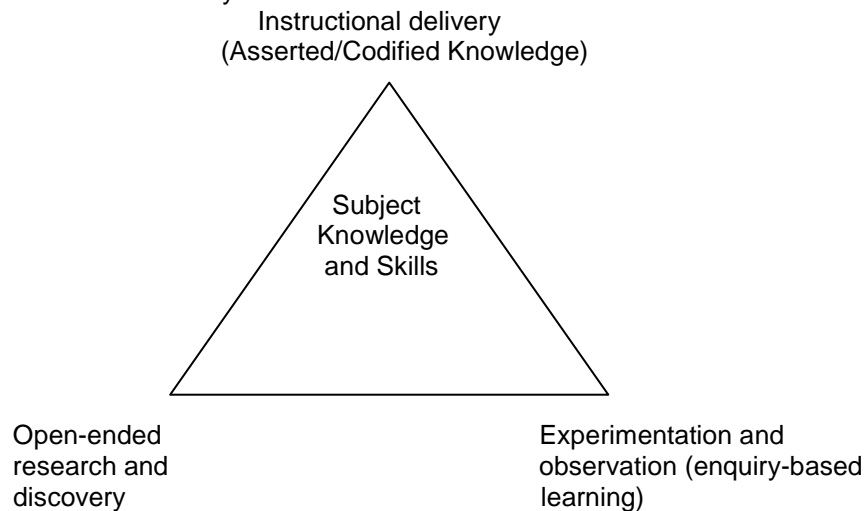 Instructional delivery
(Asserted/Codified Knowledge)
Subject
Knowledge
and Skills
Open-ended
research and
discovery
Experimentation and
observation (enquiry-based
learning)